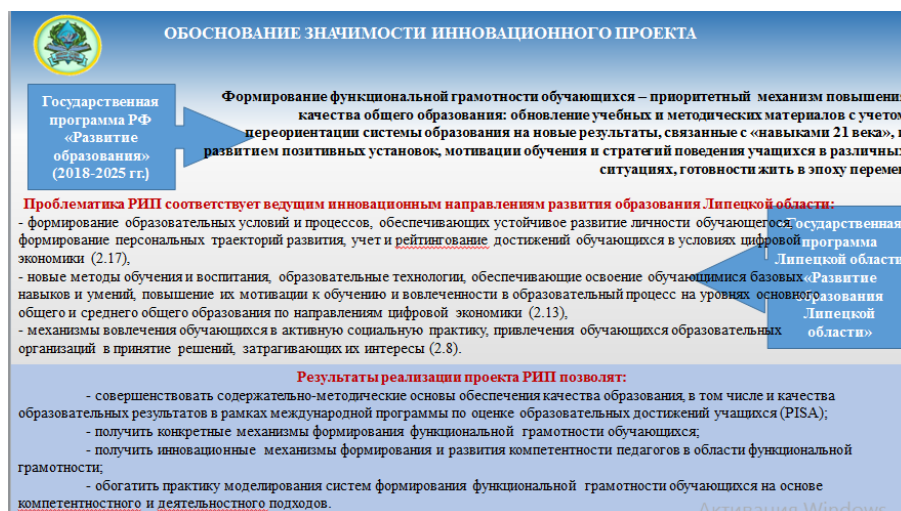 ОБОСНОВАНИЕ ЗНАЧИМОСТИ ИННОВАЦИОННОГО ПРОЕКТА
Государственная
программа РФ
«Развитие
образования»
(2018-2025 гг.)
Формирование функциональной грамотности обучающихся – приоритетный механизм повышени
качества общего образования: обновление учебных и методических материалов с учетом
переориентации системы образования на новые результаты, связанные с «навыками 21 века»,
развитием позитивных установок, мотивации обучения и стратегий поведения учащихся в различных
ситуациях, готовности жить в эпоху переме
Проблематика РИП соответствует ведущим инновационным направлениям развития образования Липецкой области:
- формирование образовательных условий и процессов, обеспечивающих устойчивое развитие личности обучающегося,
формирование персональных траекторий развития, учет и рейтингование достижений обучающихся в условиях цифровой
экономики (2.17),
- новые методы обучения и воспитания, образовательные технологии, обеспечивающие освоение обучающимися базовых
навыков и умений, повышение их мотивации к обучению и вовлеченности в образовательный процесс на уровнях основного
общего и среднего общего образования по направлениям цифровой экономики (2.13),
- механизмы вовлечения обучающихся в активную социальную практику, привлечения обучающихся образовательных
организаций в принятие решений, затрагивающих их интересы (2.8).
Государственная
программа
Липецкой области
«Развитие
образования
Липецкой
области»
Результаты реализации проекта РИП позволят:
- совершенствовать содержательно-методические основы обеспечения качества образования, в том числе и качества
образовательных результатов в рамках международной программы по оценке образовательных достижений учащихся (PISA);
- получить конкретные механизмы формирования функциональной грамотности обучающихся;
- получить инновационные механизмы формирования и развития компетентности педагогов в области функциональной
грамотности;
- обогатить практику моделирования систем формирования функциональной грамотности обучающихся на основе
компетентностного и деятельностного подходов.
Активация Windows